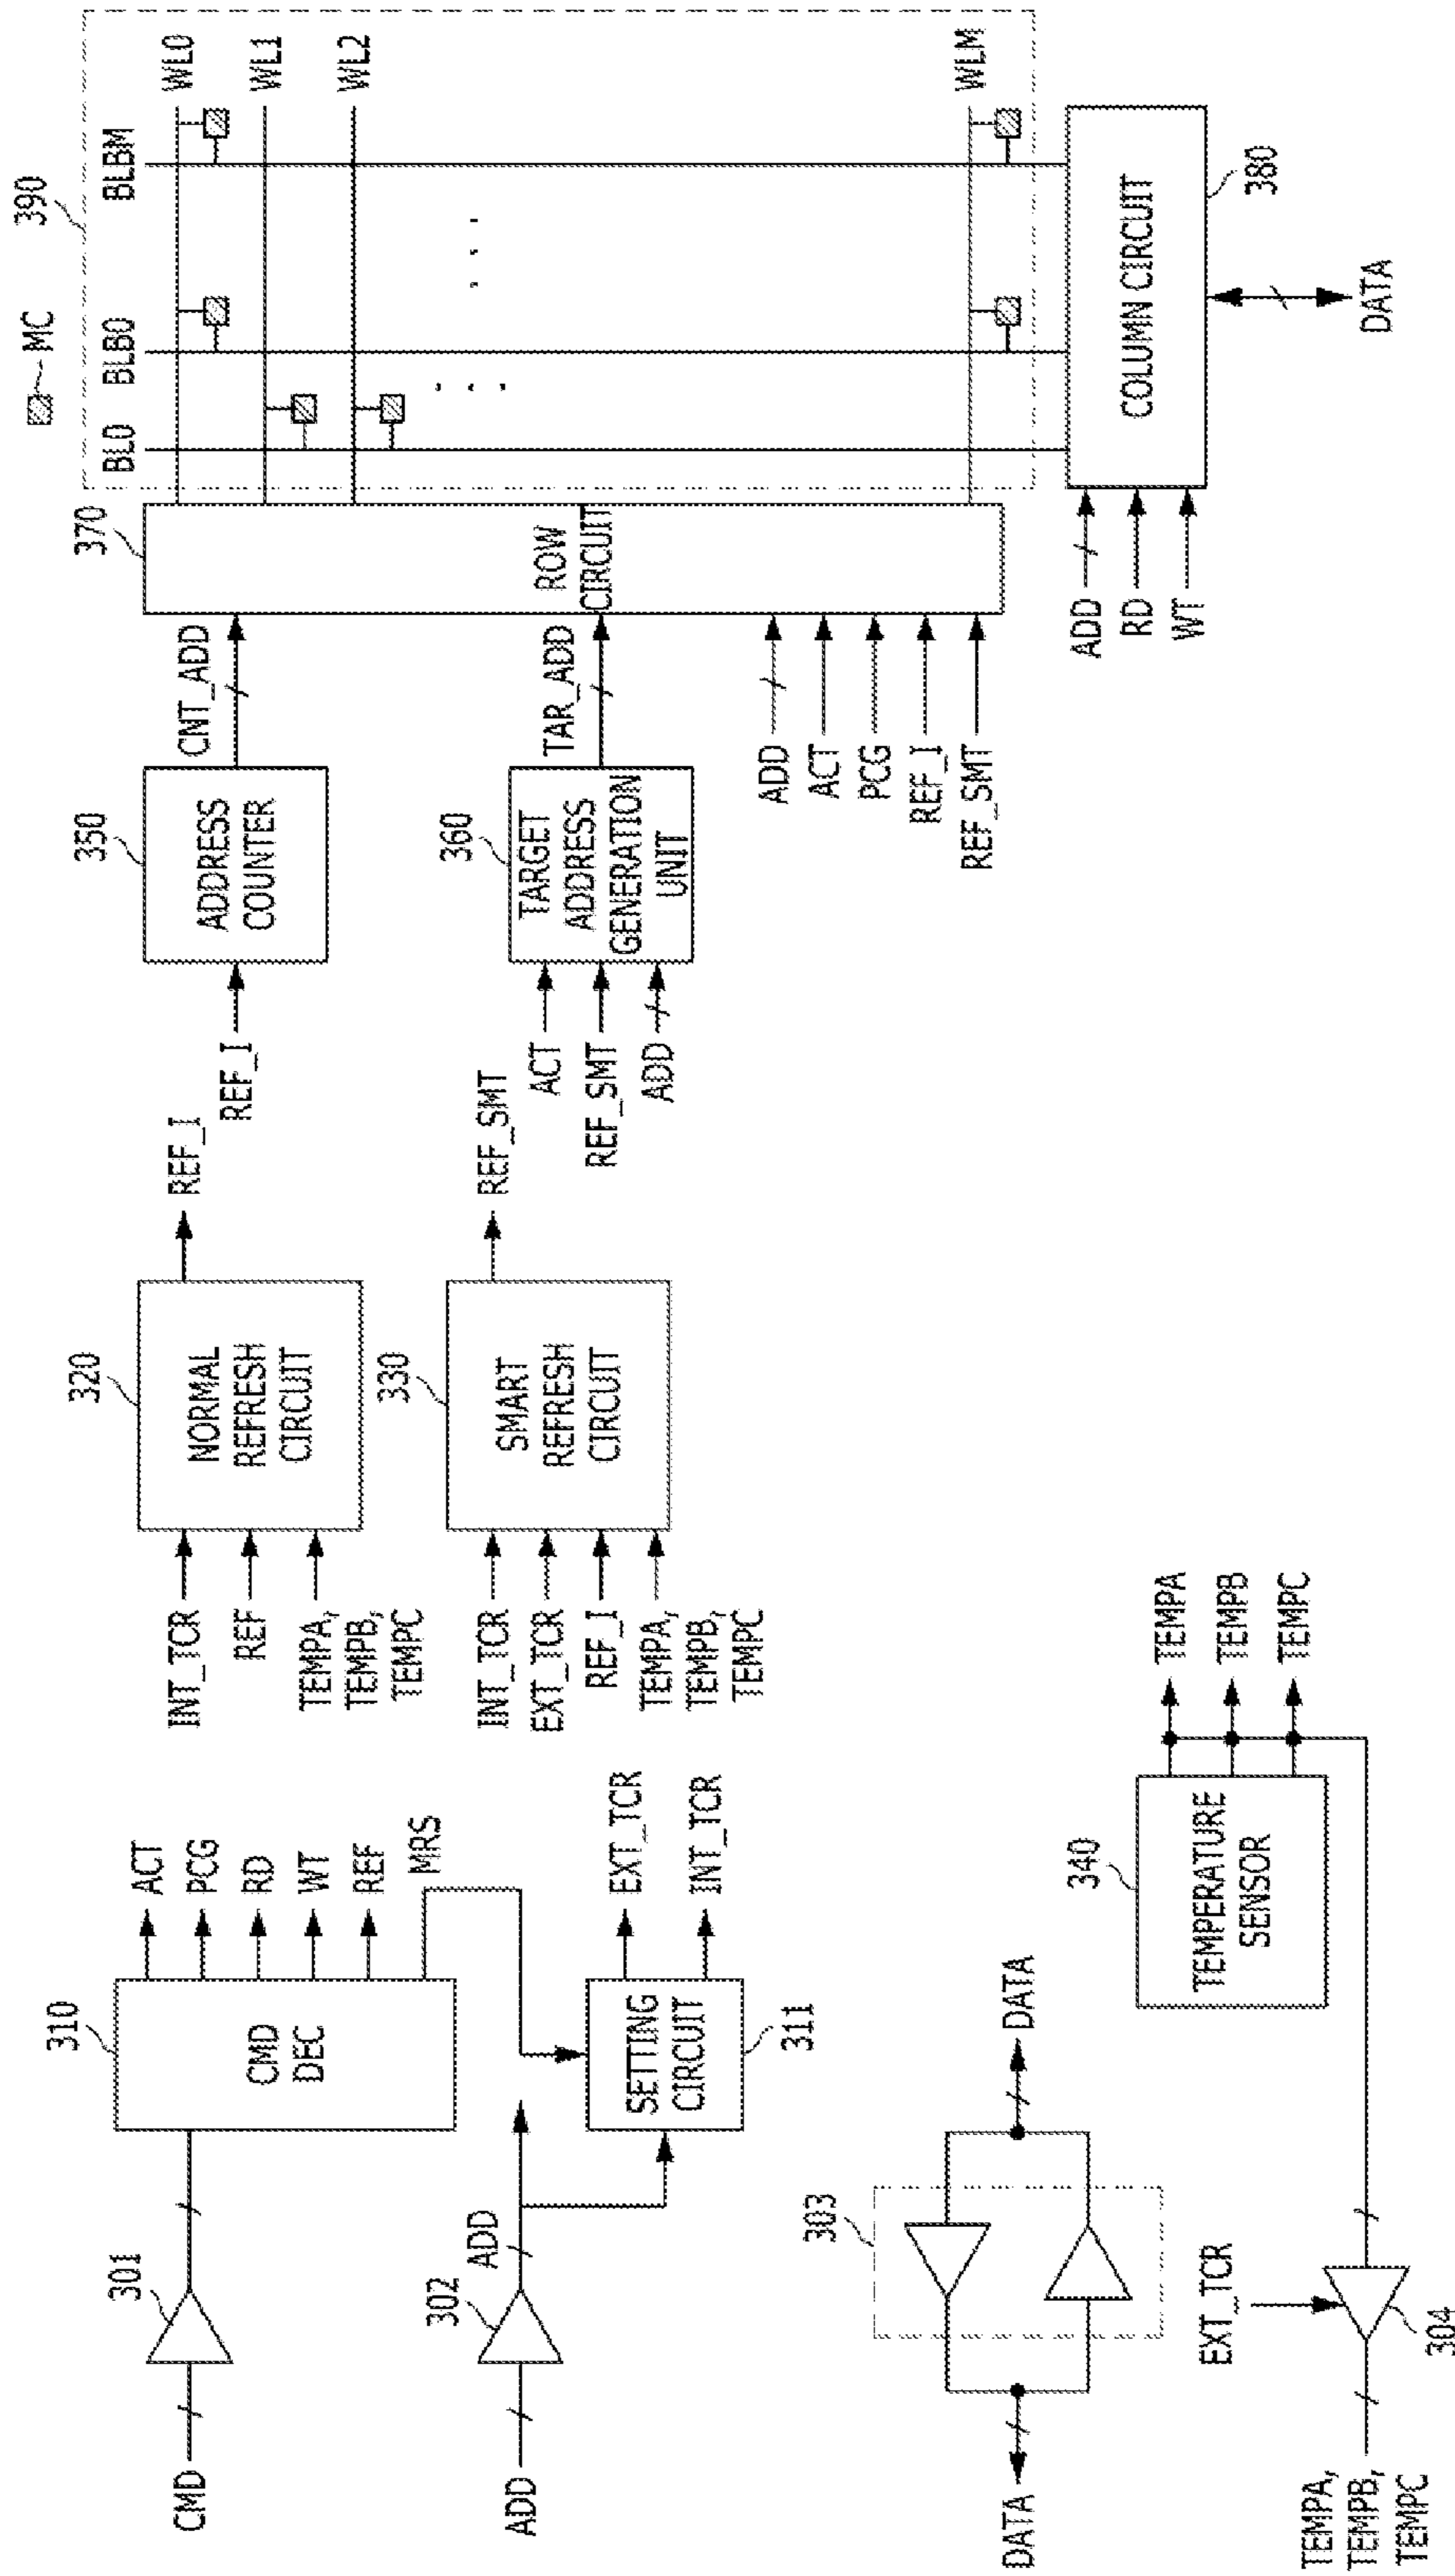 CMD
301
310
CMD
DEC
ACT
PCG
RD
WT
REF
MRS
ADD
302
ADD
SETTING
CIRCUIT
311
EXT_TCR
INT_TCR
INT_TCR
REF
TEMPA,
TEMPB,
TEMPC
320
NORMAL
REFRESH
CIRCUIT
REF_I
INT_TCR
EXT_TCR
REF_I
TEMPA,
TEMPB,
TEMPC
330
SMART
REFRESH
CIRCUIT
REF_SMT
REF_I
350
ADDRESS
COUNTER
CNT_ADD
ACT
REF_SMT
ADD
360
TARGET
ADDRESS
GENERATION
UNIT
TAR_ADD
ADD
ACT
PCG
REF_I
REF_SMT
370
ROW
CIRCUIT
MC
390
BL0
BLB0
BLBM
WL0
WL1
WL2
WLM
ADD
RD
WT
COLUMN CIRCUIT
380
DATA
DATA
303
DATA
340
TEMPERATURE
SENSOR
TEMPA
TEMPB
TEMPC
EXT_TCR
304
TEMPA,
TEMPB,
TEMPC